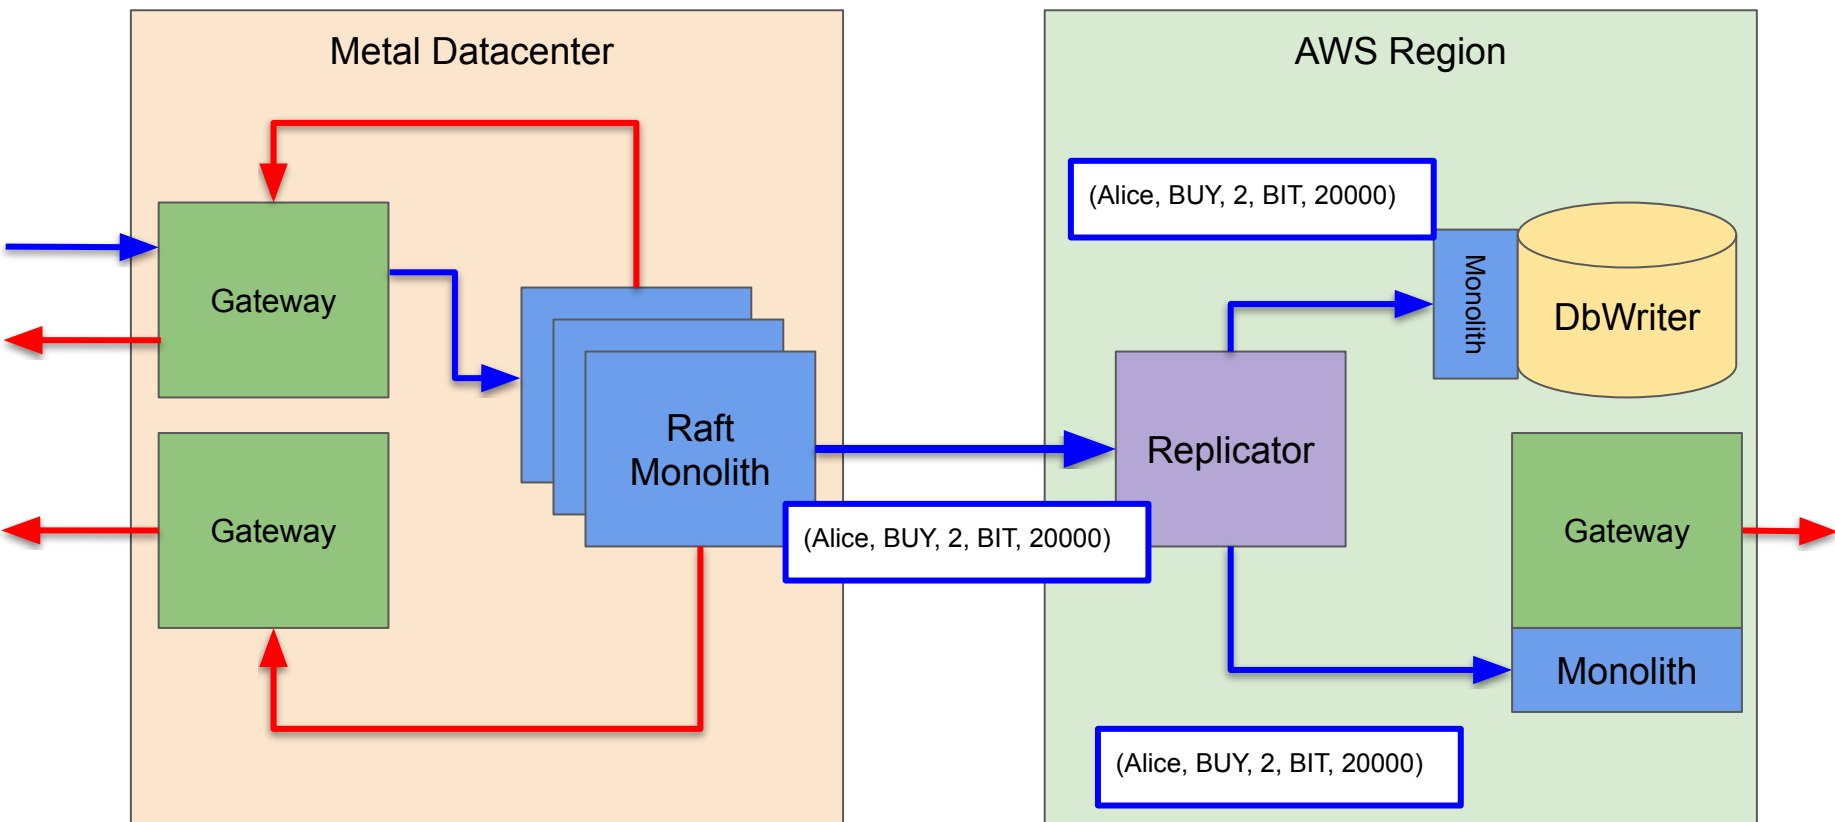 Metal Datacenter
Gateway
Gateway
Raft
Monolith
(Alice, BUY, 2, BIT, 20000)
AWS Region
(Alice, BUY, 2, BIT, 20000)
Monolith
DbWriter
Replicator
Gateway
Monolith
(Alice, BUY, 2, BIT, 20000)